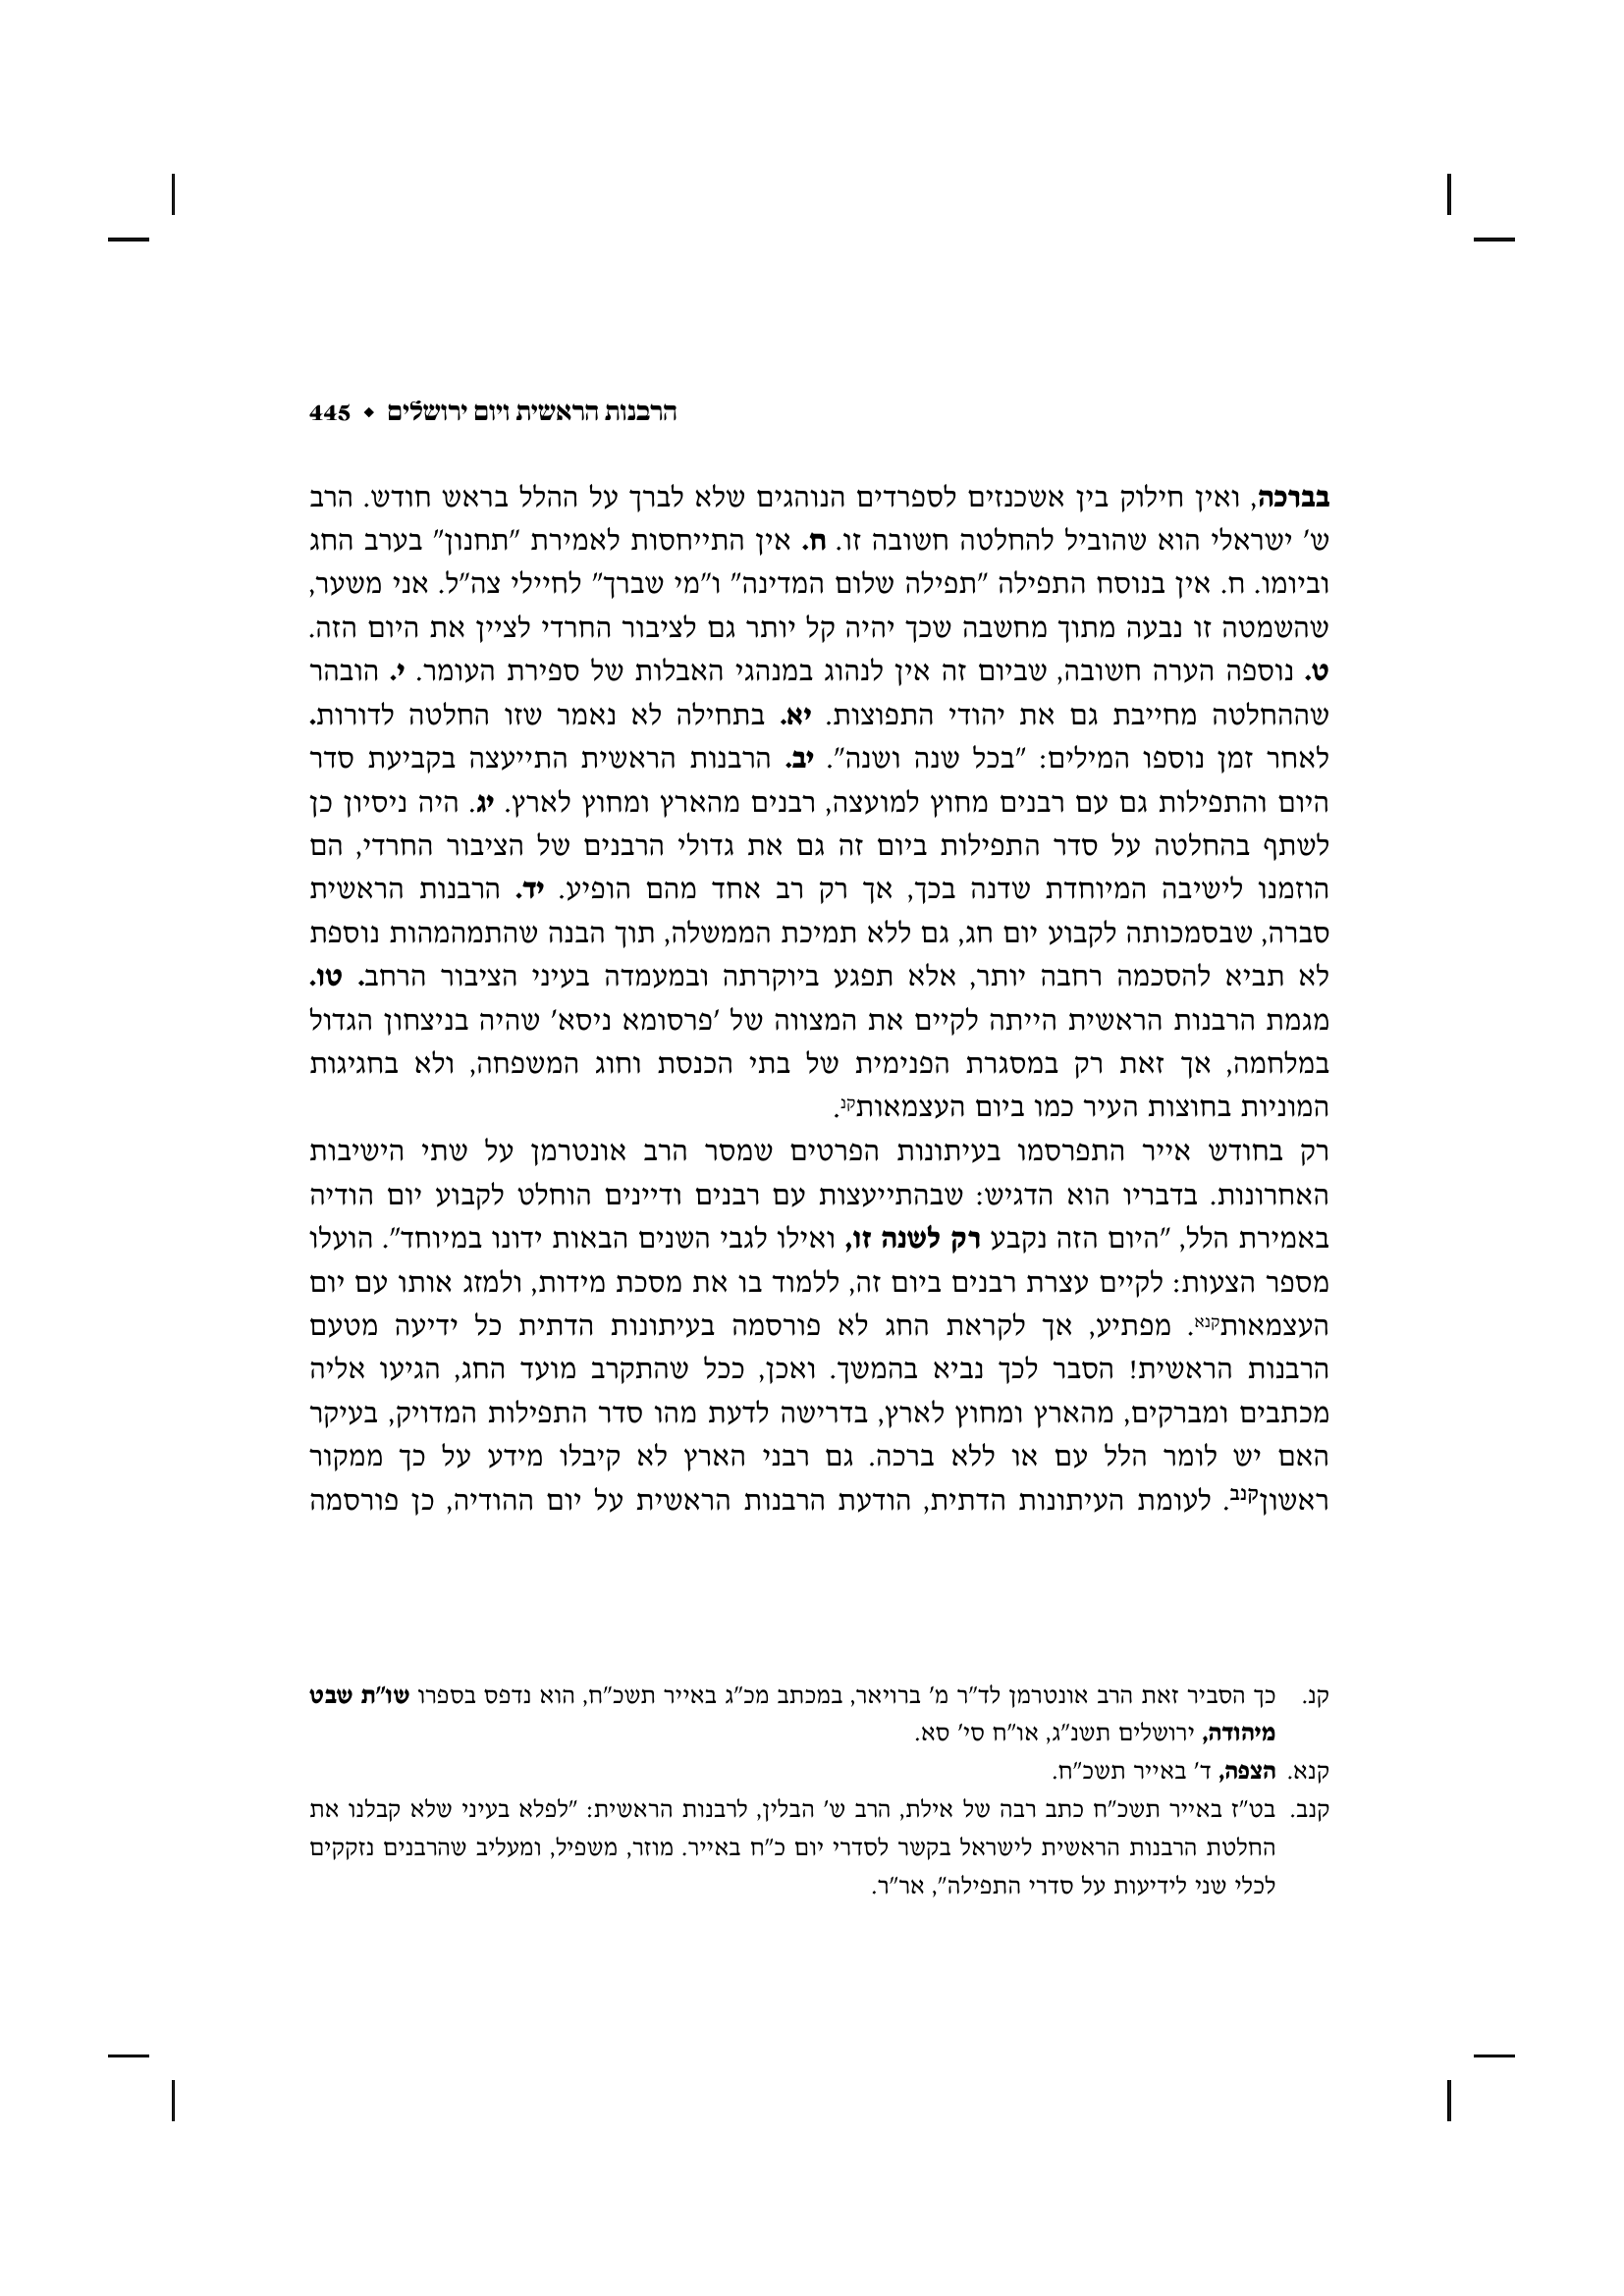 הרבנות הראשית ויום ירושלים ◆ 445
בברכה, ואין חילוק בין אשכנזים לספרדים הנוהגים שלא לברך על ההלל בראש חודש. הרב
ש' ישראלי הוא שהוביל להחלטה חשובה זו. ח. אין התייחסות לאמירת "תחנון" בערב החג
וביומו. ח. אין בנוסח התפילה "תפילה שלום המדינה" ו"מי שברך" לחיילי צה"ל. אני משער,
שהשמטה זו נבעה מתוך מחשבה שכך יהיה קל יותר גם לציבור החרדי לציין את היום הזה.
ט. נוספה הערה חשובה, שביום זה אין לנהוג במנהגי האבלות של ספירת העומר. י. הובהר
שההחלטה מחייבת גם את יהודי התפוצות. יא. בתחילה לא נאמר שזו החלטה לדורות.
לאחר זמן נוספו המילים: "בכל שנה ושנה". יב. הרבנות הראשית התייעצה בקביעת סדר
היום והתפילות גם עם רבנים מחוץ למועצה, רבנים מהארץ ומחוץ לארץ. יג. היה ניסיון כן
לשתף בהחלטה על סדר התפילות ביום זה גם את גדולי הרבנים של הציבור החרדי, הם
הוזמנו לישיבה המיוחדת שדנה בכך, אך רק רב אחד מהם הופיע. יד. הרבנות הראשית
סברה, שבסמכותה לקבוע יום חג, גם ללא תמיכת הממשלה, תוך הבנה שהתמהמהות נוספת
לא תביא להסכמה רחבה יותר, אלא תפגע ביוקרתה ובמעמדה בעיני הציבור הרחב. טו.
מגמת הרבנות הראשית הייתה לקיים את המצווה של 'פרסומא ניסא' שהיה בניצחון הגדול
במלחמה, אך זאת רק במסגרת הפנימית של בתי הכנסת וחוג המשפחה, ולא בחגיגות
המוניות בחוצות העיר כמו ביום העצמאותקנ.
רק בחודש אייר התפרסמו בעיתונות הפרטים שמסר הרב אונטרמן על שתי הישיבות
האחרונות. בדבריו הוא הדגיש: שבהתייעצות עם רבנים ודיינים הוחלט לקבוע יום הודיה
באמירת הלל, "היום הזה נקבע רק לשנה זו, ואילו לגבי השנים הבאות ידונו במיוחד". הועלו
מספר הצעות: לקיים עצרת רבנים ביום זה, ללמוד בו את מסכת מידות, ולמזג אותו עם יום
העצמאותקנא. מפתיע, אך לקראת החג לא פורסמה בעיתונות הדתית כל ידיעה מטעם
הרבנות הראשית! הסבר לכך נביא בהמשך. ואכן, ככל שהתקרב מועד החג, הגיעו אליה
מכתבים ומברקים, מהארץ ומחוץ לארץ, בדרישה לדעת מהו סדר התפילות המדויק, בעיקר
האם יש לומר הלל עם או ללא ברכה. גם רבני הארץ לא קיבלו מידע על כך ממקור
ראשוןקנב. לעומת העיתונות הדתית, הודעת הרבנות הראשית על יום ההודיה, כן פורסמה
קנ. כך הסביר זאת הרב אונטרמן לד"ר מ' ברויאר, במכתב מכ"ג באייר תשכ"ח, הוא נדפס בספרו שו"ת שבט
מיהודה, ירושלים תשנ"ג, או"ח סי' סא.
קנא. הצפה, ד' באייר תשכ"ח.
קנב. בט"ז באייר תשכ"ח כתב רבה של אילת, הרב ש' הבלין, לרבנות הראשית: "לפלא בעיני שלא קבלנו את
החלטת הרבנות הראשית לישראל בקשר לסדרי יום כ"ח באייר. מוזר, משפיל, ומעליב שהרבנים נזקקים
לכלי שני לידיעות על סדרי התפילה", אר"ר.